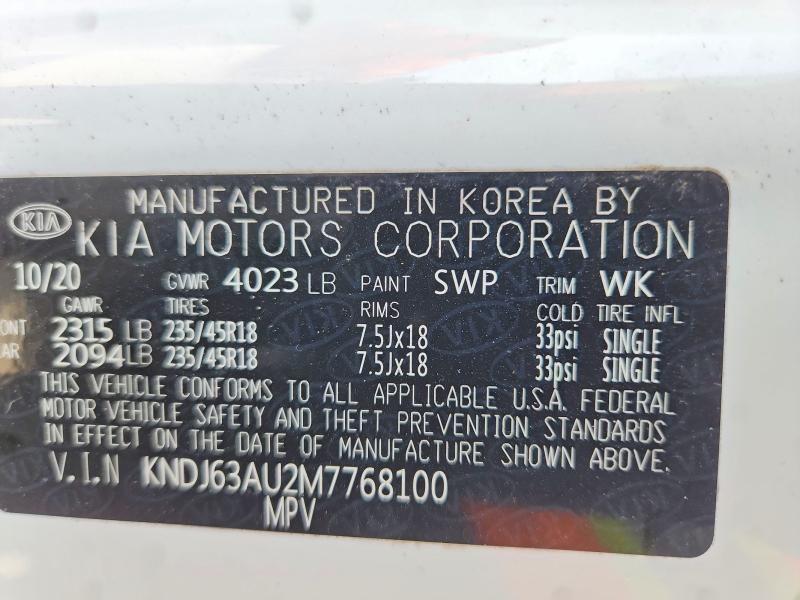 MANUFACTURED IN KOREA BY
KIA KIA MOTORS CORPORATION
10/20 GVWR 4023 LB PAINT SWP TRIM WK
GAWR TIRES RIMS COLD TIRE INFL
2315 LB 235/45R18 7.5Jx18 33psi SINGLE
2094 LB 235/45R18 7.5Jx18 33psi SINGLE
THIS VEHICLE CONFORMS TO ALL APPLICABLE U.S.A. FEDERAL
MOTOR VEHICLE SAFETY AND THEFT PREVENTION STANDARDS
IN EFFECT ON THE DATE OF MANUFACTURE SHOWN ABOVE.
V.I.N KNDJ63AU2M7768100
MPV